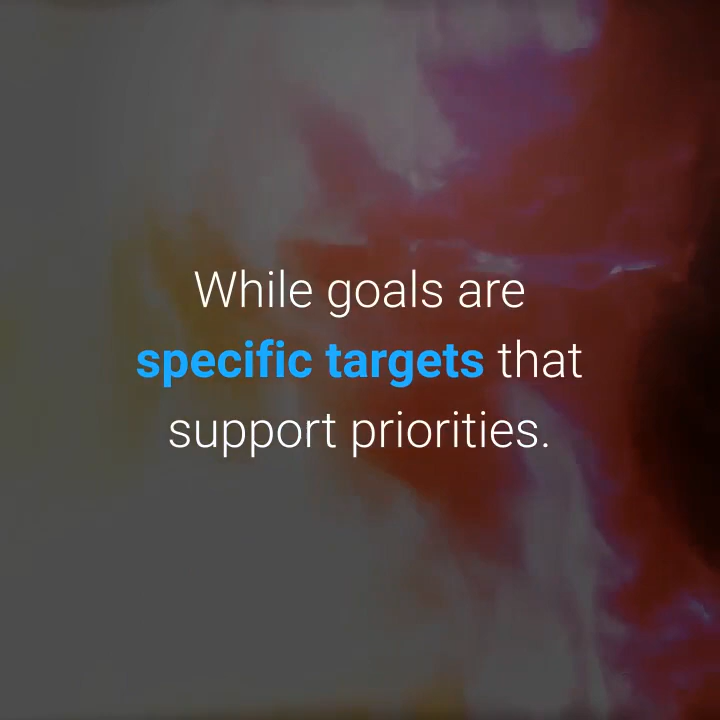 While goals are
specific targets that
support priorities.